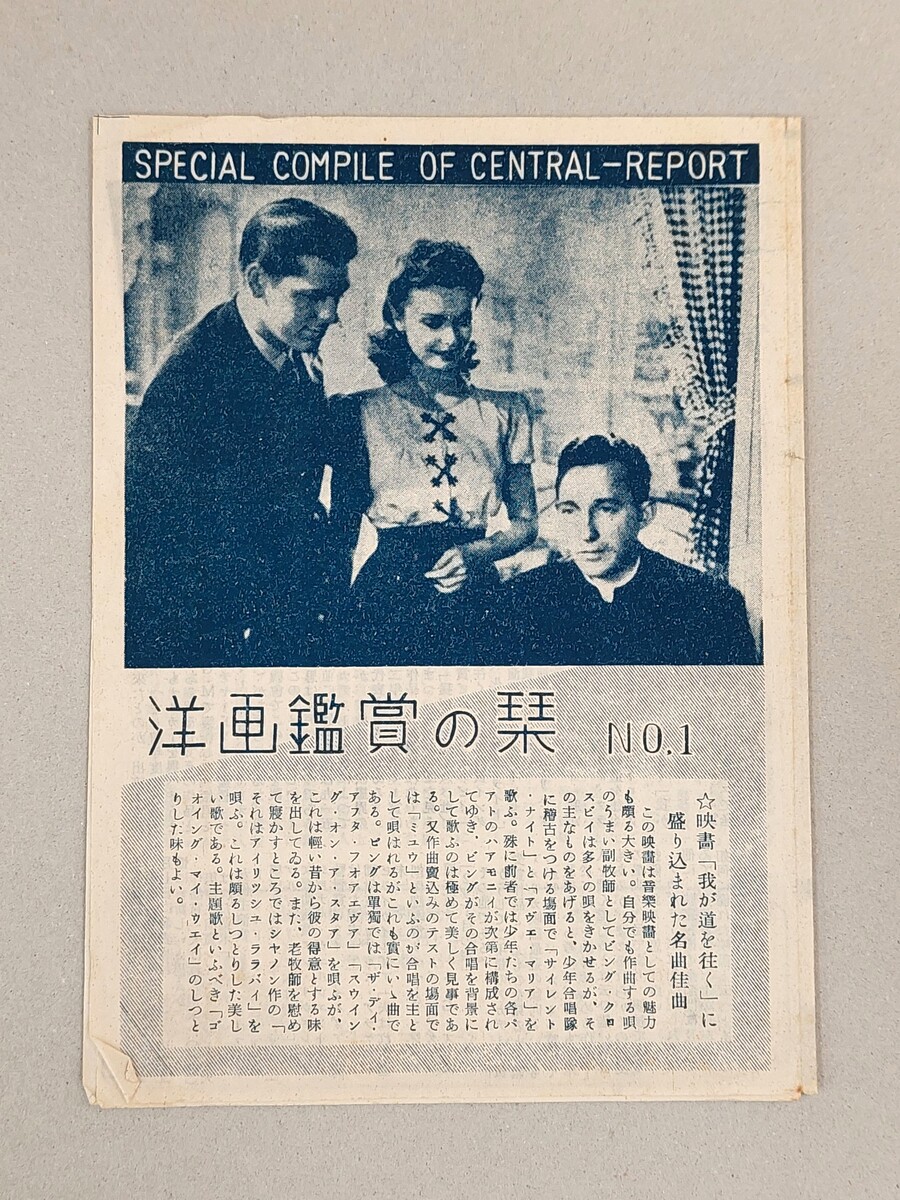 SPECIAL COMPILE OF CENTRAL-REPORT
洋画鑑賞の栞 NO.1
☆映畫「我が道を往く」に
盛り込まれた名曲佳曲
この映畫は音樂映畫としての魅力
も頗る大きい。自分でも作曲する唄
のうまい副牧師としてビング・クロ
スビイは多くの唄をきかせるが、そ
の主なものをあげると、少年合唱隊
に稽古をつける場面で「サイレント
・ナイト」と「アヴェ・マリア」を
歌ふ。殊に前者では少年たちの各パ
アトのハアモニイが次第に構成され
てゆき、ビングがその合唱を背景に
して歌ふのは極めて美しく見事であ
る。又作曲賣込みのテストの場面で
は「ミュウ」といふのが合唱を主と
して唄はれるがこれも實にいゝ曲で
ある。ビングは單獨では「ザ・デイ・
アフタ・フオアエヴア」「スウイン
グ・オン・ア・スタア」を唄ふが、
これは輕い昔から彼の得意とする味
を出してゐる。また、老牧師を慰め
て寢かすところではシヤノン作の「
それはアイリツシュ・ララバイ」を
唄ふ。これは頗るしつとりした美し
い歌である。主題歌といふべき「ゴ
オイング・マイ・ウエイ」のしつと
りした味もよい。